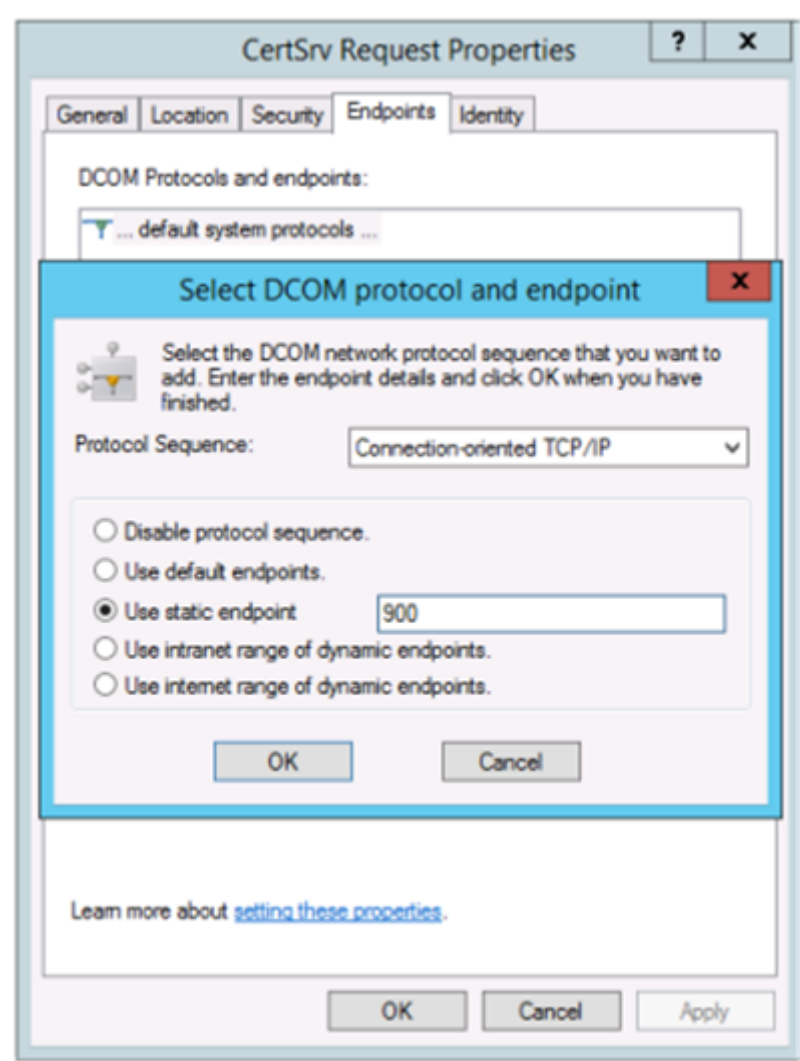 CertSrv Request Properties
? x
General Location Security Endpoints Identity
DCOM Protocols and endpoints:
... default system protocols ...
Select DCOM protocol and endpoint
x
Select the DCOM network protocol sequence that you want to
add. Enter the endpoint details and click OK when you have
finished.
Protocol Sequence: Connection-oriented TCP/IP
Disable protocol sequence.
Use default endpoints.
Use static endpoint 900
Use intranet range of dynamic endpoints.
Use internet range of dynamic endpoints.
OK Cancel
Learn more about setting these properties.
OK Cancel Apply